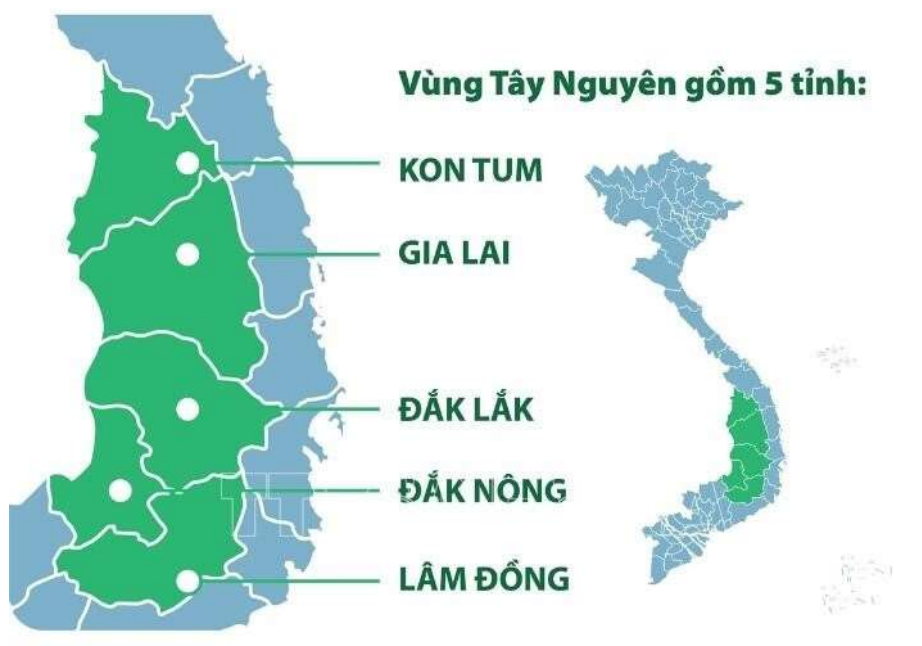 Vùng Tây Nguyên gồm 5 tỉnh:
KON TUM
GIA LAI
ĐẮK LẮK
ĐẮK NÔNG
LÂM ĐỒNG